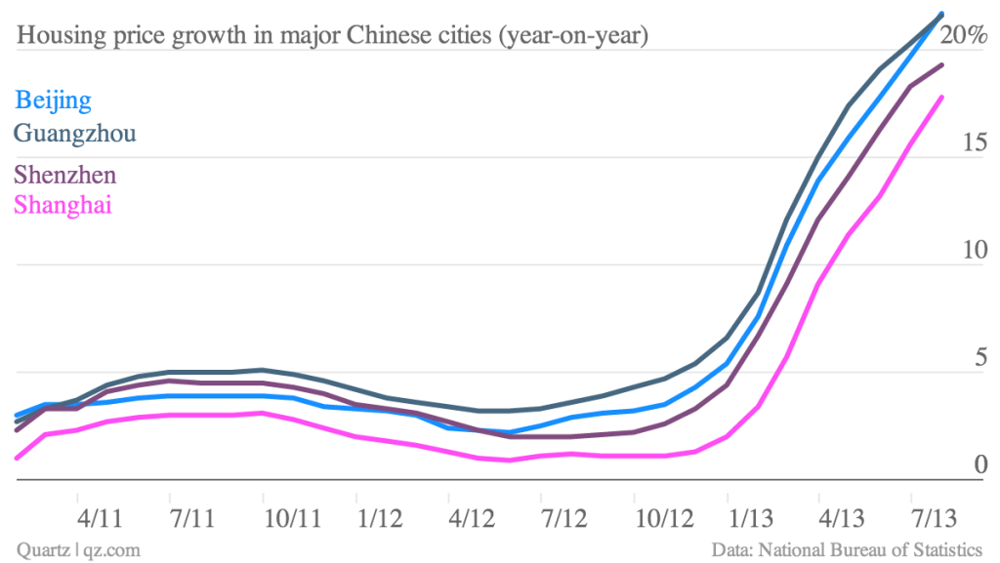 Housing price growth in major Chinese cities (year-on-year)
20%
Beijing
Guangzhou
15
Shenzhen
Shanghai
10
5
0
4/11 7/11 10/11 1/12 4/12 7/12 10/12 1/13 4/13 7/13
Quartz | qz.com Data: National Bureau of Statistics